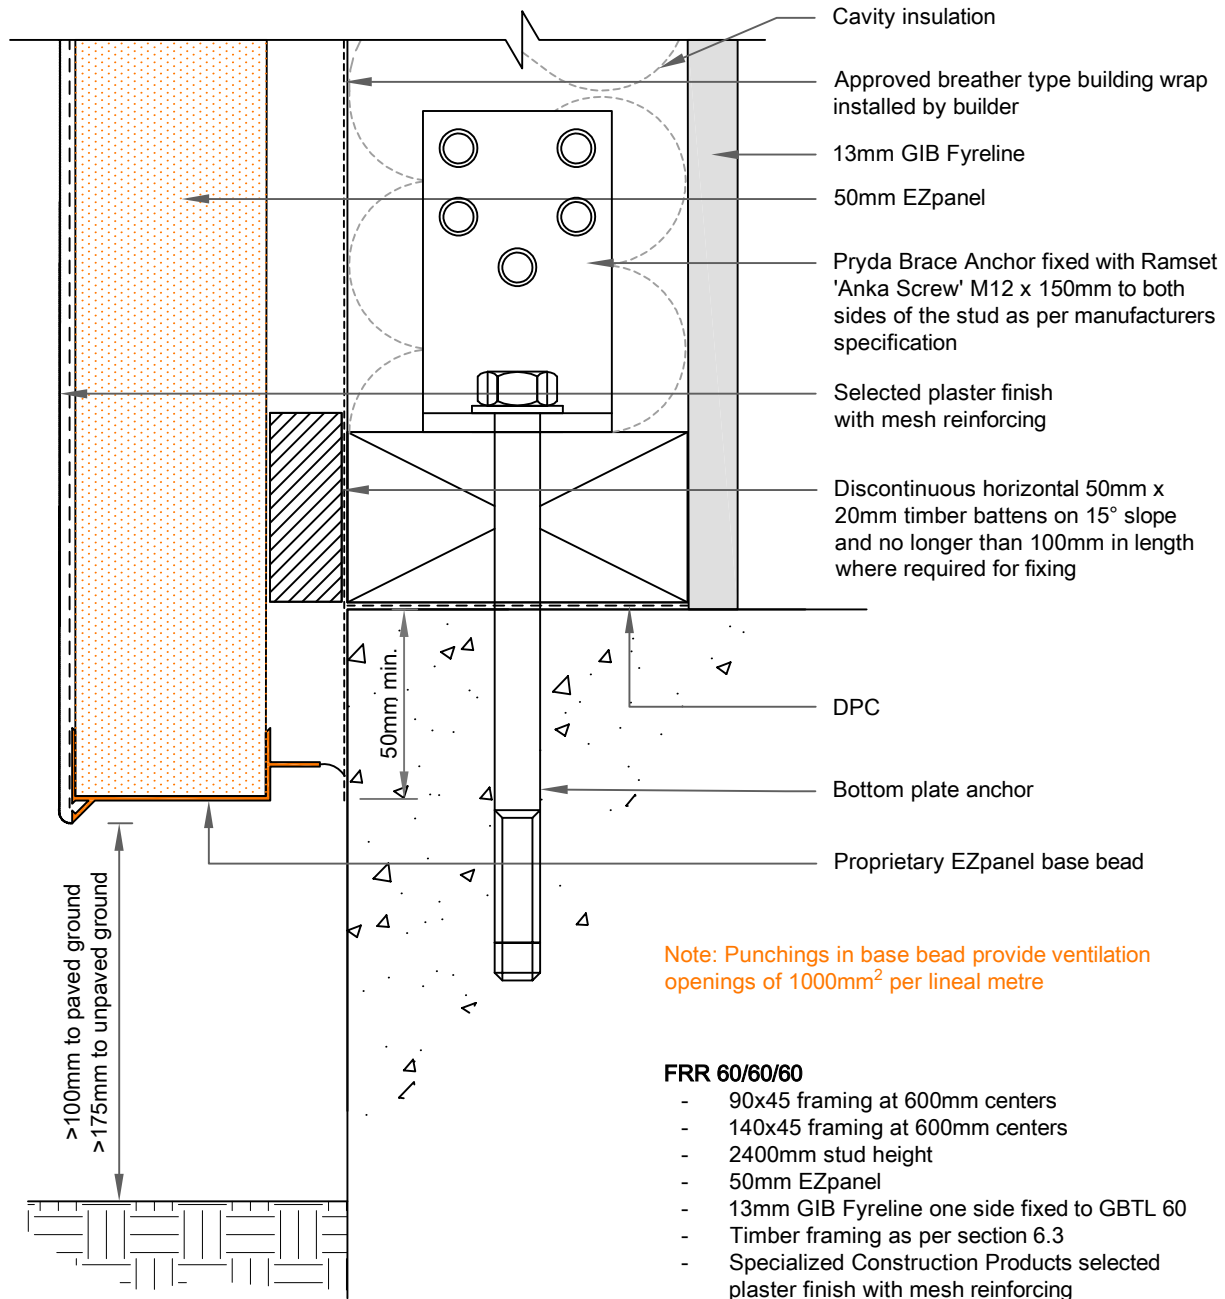 Cavity insulation
Approved breather type building wrap
installed by builder
13mm GIB Fyreline
50mm EZpanel
Pryda Brace Anchor fixed with Ramset
'Anka Screw' M12 x 150mm to both
sides of the stud as per manufacturers
specification
Selected plaster finish
with mesh reinforcing
Discontinuous horizontal 50mm x
20mm timber battens on 15° slope
and no longer than 100mm in length
where required for fixing
50mm min.
DPC
Bottom plate anchor
Proprietary EZpanel base bead
>100mm to paved ground
>175mm to unpaved ground
Note: Punchings in base bead provide ventilation
openings of 1000mm² per lineal metre
FRR 60/60/60
- 90x45 framing at 600mm centers
- 140x45 framing at 600mm centers
- 2400mm stud height
- 50mm EZpanel
- 13mm GIB Fyreline one side fixed to GBTL 60
- Timber framing as per section 6.3
- Specialized Construction Products selected
plaster finish with mesh reinforcing